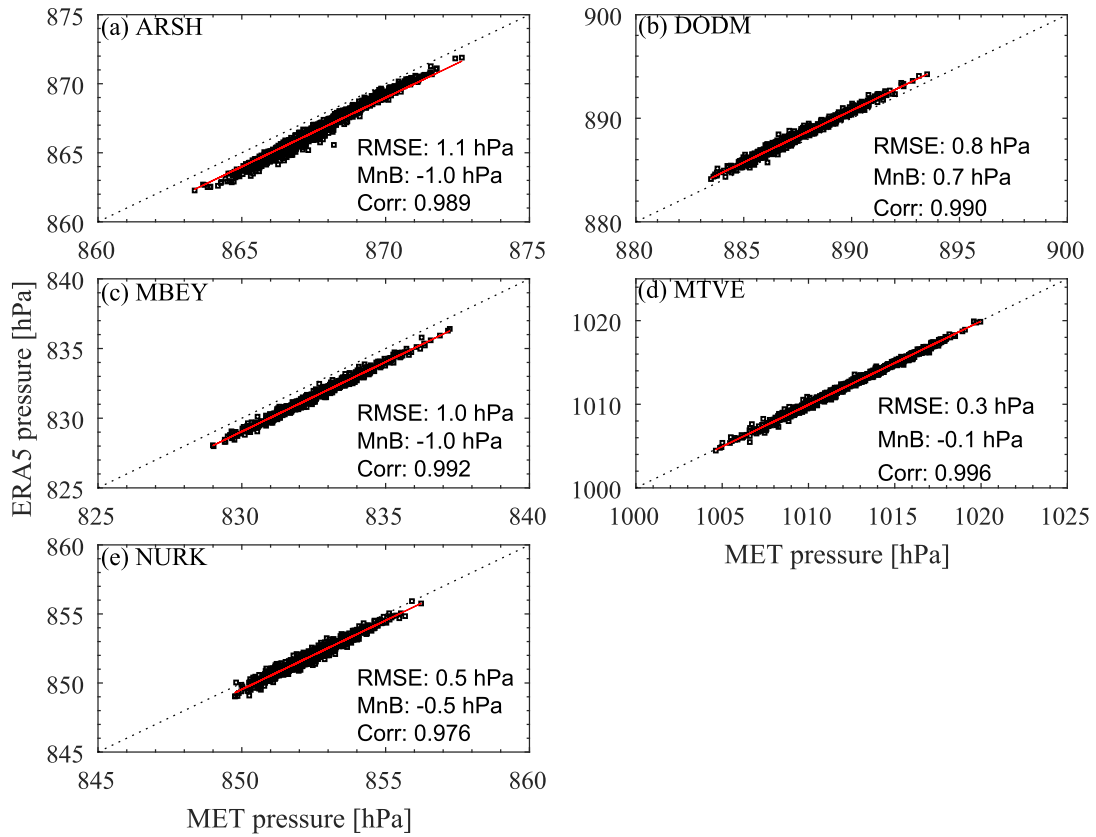 (a) ARSH
875
870
865
860
RMSE: 1.1 hPa
MnB: -1.0 hPa
Corr: 0.989
860 865 870 875
(b) DODM
900
890
880
RMSE: 0.8 hPa
MnB: 0.7 hPa
Corr: 0.990
880 885 890 895 900
ERA5 pressure [hPa]
(c) MBEY
840
835
830
825
RMSE: 1.0 hPa
MnB: -1.0 hPa
Corr: 0.992
825 830 835 840
(d) MTVE
1020
1010
1000
RMSE: 0.3 hPa
MnB: -0.1 hPa
Corr: 0.996
1000 1005 1010 1015 1020 1025
MET pressure [hPa]
(e) NURK
860
855
850
845
RMSE: 0.5 hPa
MnB: -0.5 hPa
Corr: 0.976
845 850 855 860
MET pressure [hPa]